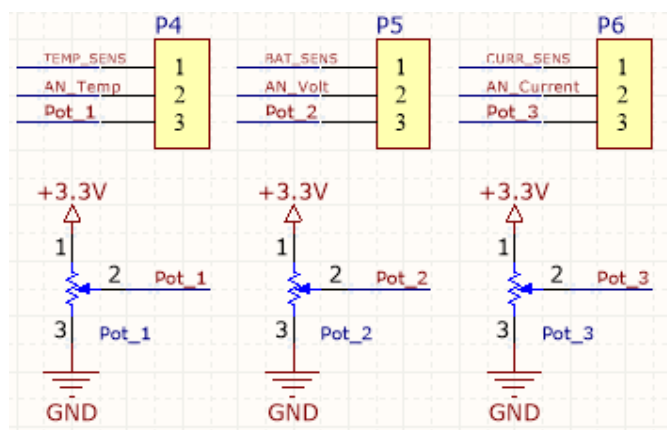 P4 P5 P6
TEMP_SENS 1 BAT_SENS 1 CURR_SENS 1
AN_Temp 2 AN_Volt 2 AN_Current 2
Pot_1 3 Pot_2 3 Pot_3 3
+3.3V +3.3V +3.3V
1 1 1
2 Pot_1 2 Pot_2 2 Pot_3
3 Pot_1 3 Pot_2 3 Pot_3
GND GND GND